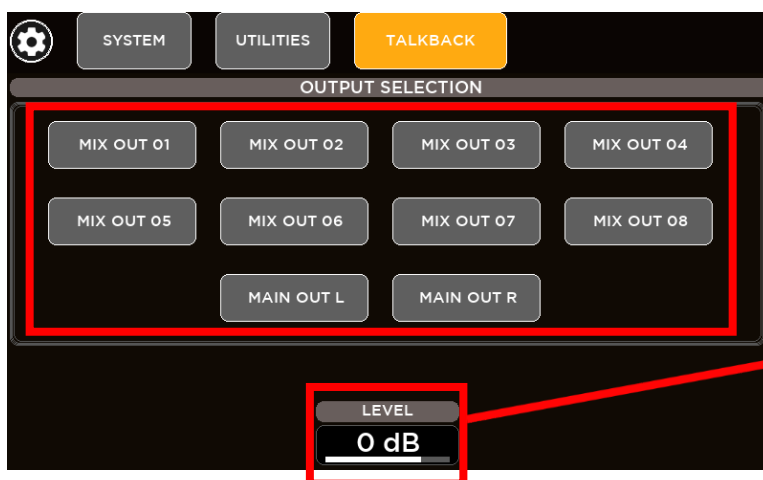 SYSTEM UTILITIES TALKBACK
OUTPUT SELECTION
MIX OUT 01 MIX OUT 02 MIX OUT 03 MIX OUT 04
MIX OUT 05 MIX OUT 06 MIX OUT 07 MIX OUT 08
MAIN OUT L MAIN OUT R
LEVEL
0 dB